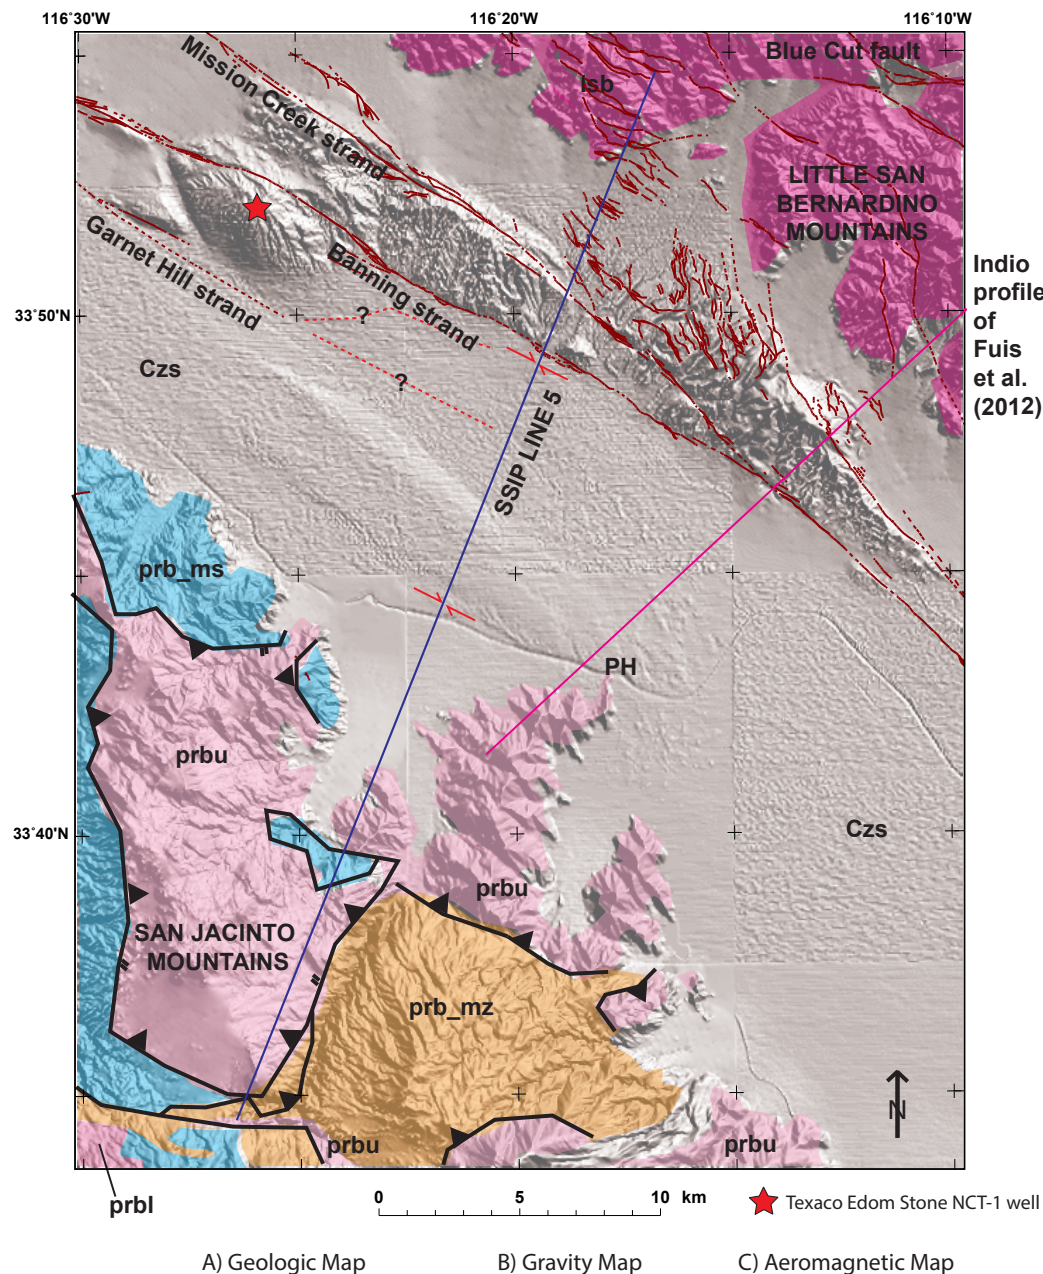 116°30'W
116°20'W
116°10'W
Mission Creek strand
Blue Cut fault
lsb
LITTLE SAN
BERNARDINO
MOUNTAINS
Garnet Hill strand
Banning strand
Indio
profile
of
Fuis
et al.
(2012)
33°50'N
?
Czs
?
SSIP LINE 5
prb_ms
PH
prbu
33°40'N
Czs
prbu
SAN JACINTO
MOUNTAINS
prb_mz
N
prbu
prbu
prbl
0 5 10 km
Texaco Edom Stone NCT-1 well
A) Geologic Map
B) Gravity Map
C) Aeromagnetic Map